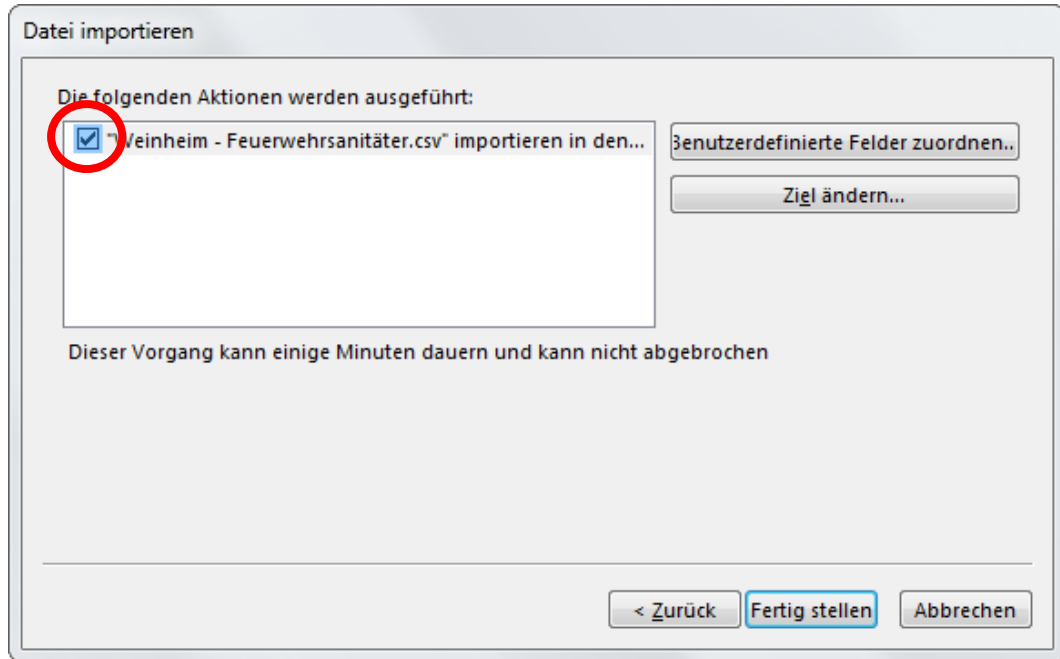 Datei importieren
Die folgenden Aktionen werden ausgeführt:
"Weinheim - Feuerwehrsanitäter.csv" importieren in den...
Benutzerdefinierte Felder zuordnen..
Ziel ändern...
Dieser Vorgang kann einige Minuten dauern und kann nicht abgebrochen
< Zurück
Fertig stellen
Abbrechen